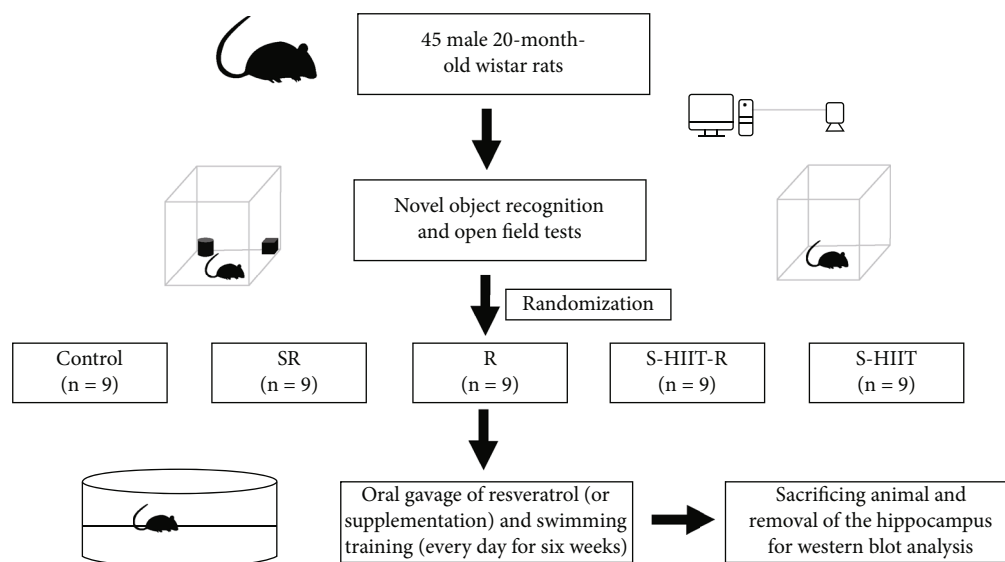 45 male 20-month-
old wistar rats
Novel object recognition
and open field tests
Randomization
Control
(n = 9)
SR
(n = 9)
R
(n = 9)
S-HIIT-R
(n = 9)
S-HIIT
(n = 9)
Oral gavage of resveratrol (or
supplementation) and swimming
training (every day for six weeks)
Sacrificing animal and
removal of the hippocampus
for western blot analysis